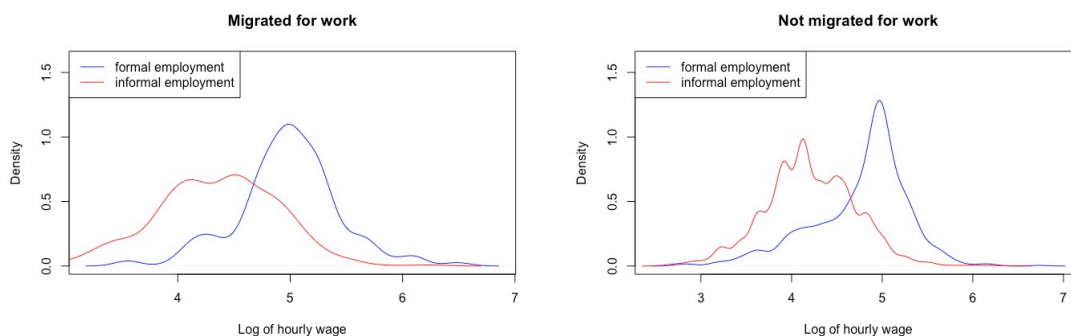 Migrated for work
formal employment
informal employment
Density
0.0
0.5
1.0
1.5
4
5
6
7
Log of hourly wage
Not migrated for work
formal employment
informal employment
Density
0.0
0.5
1.0
1.5
3
4
5
6
7
Log of hourly wage